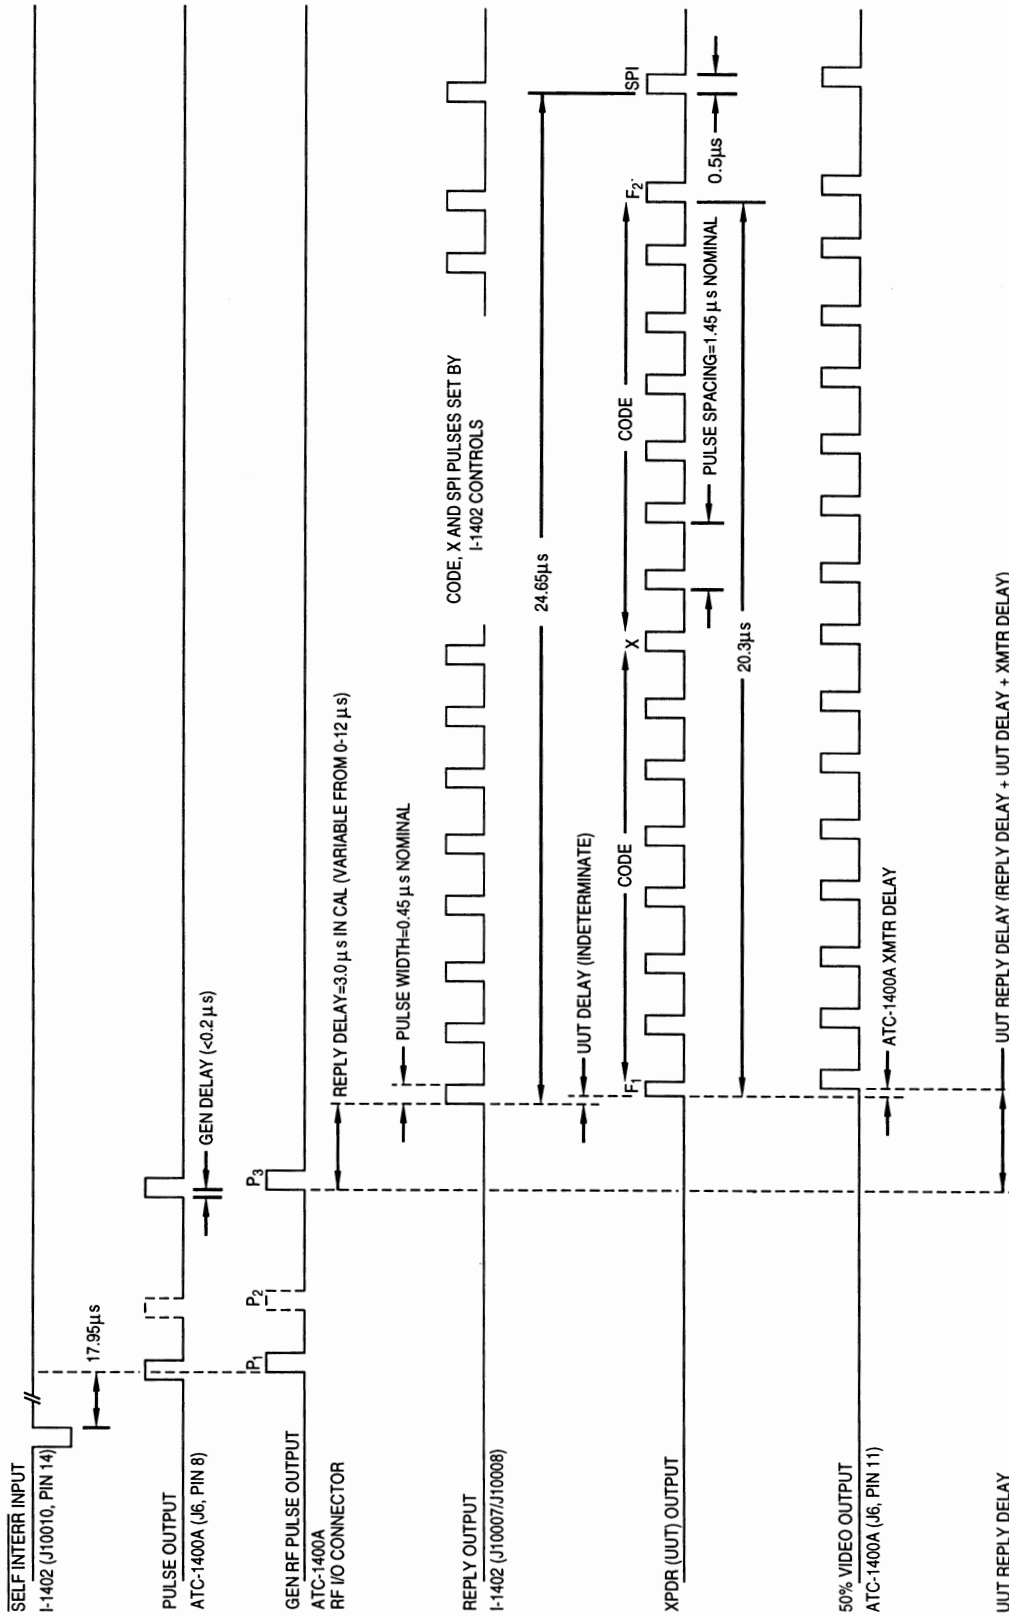 SELF INTERR INPUT
I-1402 (J10010, PIN 14)
17.95µs
PULSE OUTPUT
ATC-1400A (J6, PIN 8)
GEN DELAY (<0.2 µs)
GEN RF PULSE OUTPUT
ATC-1400A
RF I/O CONNECTOR
P1
P2
P3
REPLY DELAY=3.0 µs IN CAL (VARIABLE FROM 0-12 µs)
PULSE WIDTH=0.45 µs NOMINAL
REPLY OUTPUT
I-1402 (J10007/J10008)
CODE, X AND SPI PULSES SET BY
I-1402 CONTROLS
24.65µs
UUT DELAY (INDETERMINATE)
XPDR (UUT) OUTPUT
F1
CODE
X
CODE
F2
SPI
PULSE SPACING=1.45 µs NOMINAL
0.5µs
20.3µs
50% VIDEO OUTPUT
ATC-1400A (J6, PIN 11)
ATC-1400A XMTR DELAY
UUT REPLY DELAY
UUT REPLY DELAY (REPLY DELAY + UUT DELAY + XMTR DELAY)